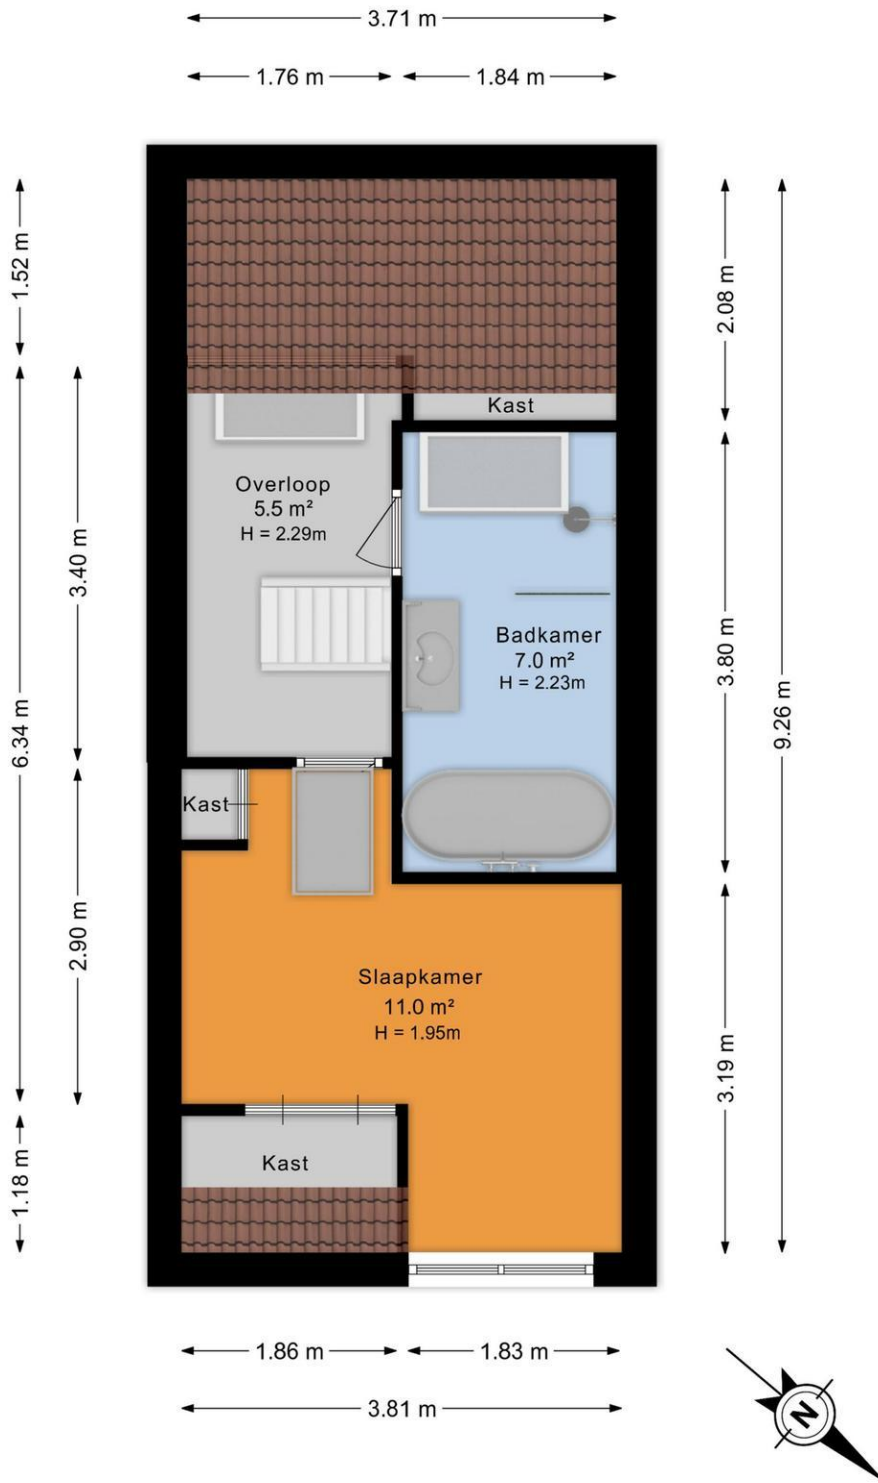 3.71 m
1.76 m
1.84 m
1.52 m
2.08 m
Kast
Overloop
5.5 m²
H = 2.29m
3.40 m
Badkamer
7.0 m²
H = 2.23m
3.80 m
9.26 m
6.34 m
Kast
2.90 m
Slaapkamer
11.0 m²
H = 1.95m
3.19 m
Kast
1.18 m
1.86 m
1.83 m
3.81 m
N